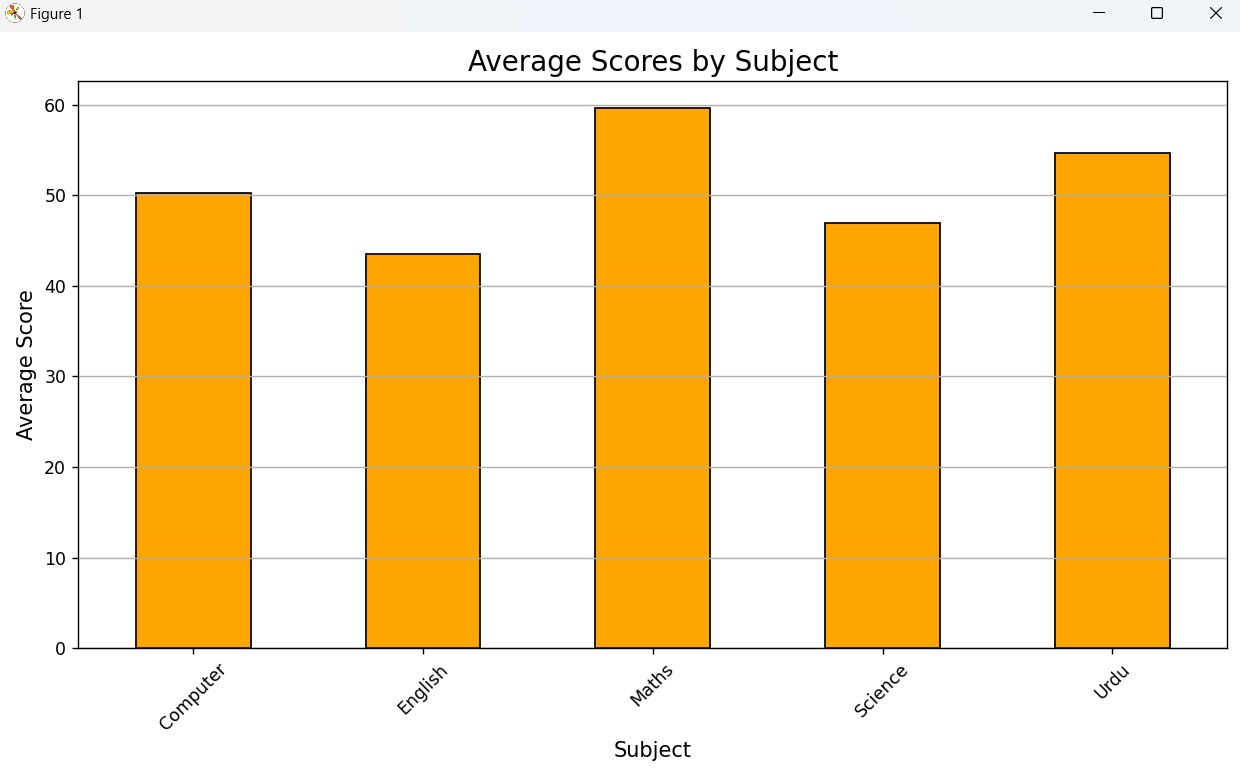 Figure 1
Average Scores by Subject
Average Score
60
50
40
30
20
10
0
Computer
English
Maths
Science
Urdu
Subject